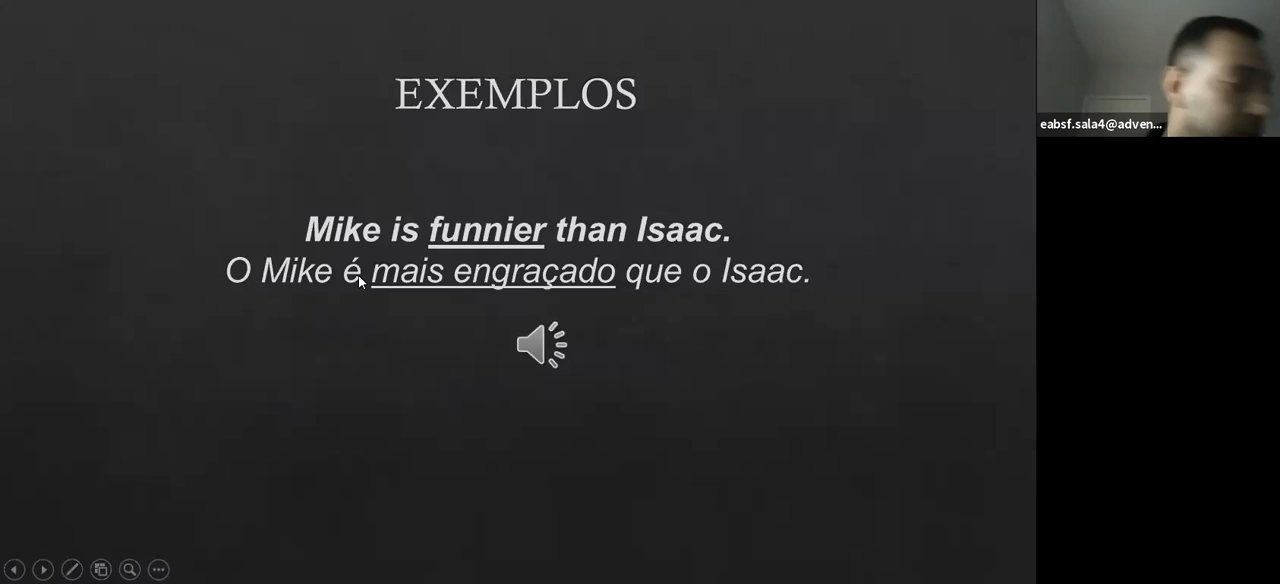 EXEMPLOS
Mike is funnier than Isaac.
O Mike é mais engraçado que o Isaac.
eabsf.sala4@adven...